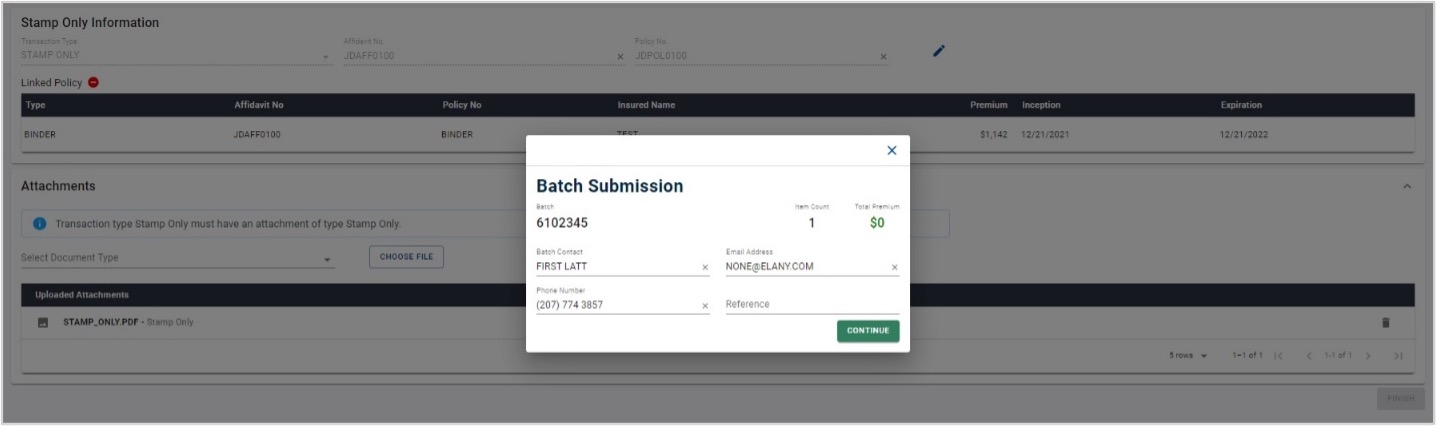 Stamp Only Information
Transaction Type
Affidavit No.
Policy No.
STAMP ONLY
JDAFF0100
JDPOL0100
Linked Policy
Type Affidavit No Policy No Insured Name Premium Inception Expiration
BINDER JDAFF0100 BINDER TEST $1,142 12/21/2021 12/21/2022
Batch Submission
Batch Item Count Total Premium
6102345 1 $0
Batch Contact Email Address
FIRST LATT NONE@ELANY.COM
Phone Number
(207) 774 3857 Reference
CONTINUE
Attachments
Transaction type Stamp Only must have an attachment of type Stamp Only.
Select Document Type CHOOSE FILE
Uploaded Attachments
STAMP_ONLY.PDF - Stamp Only
5 rows 1-1 of 1 1-1 of 1
FINISH